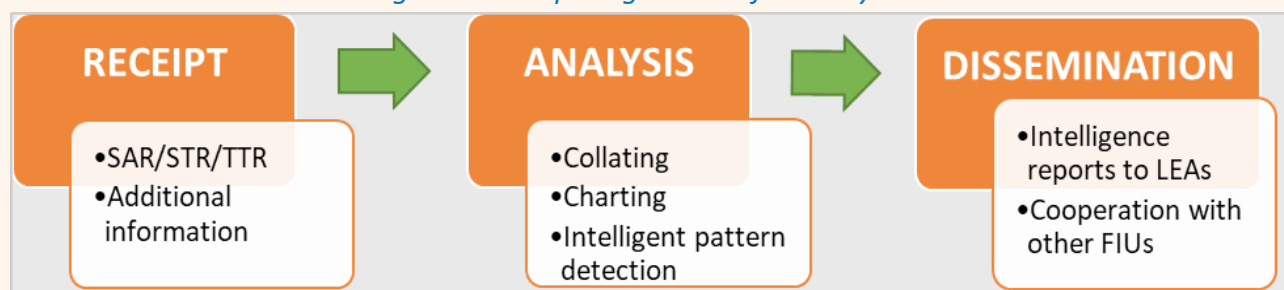 RECEIPT
•SAR/STR/TTR
•Additional
information
ANALYSIS
•Collating
•Charting
•Intelligent pattern
detection
DISSEMINATION
•Intelligence
reports to LEAs
•Cooperation with
other FIUs